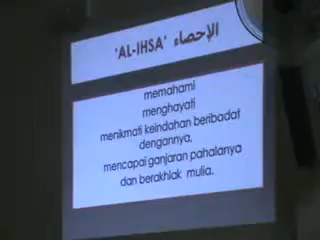 'AL-IHSA' الإحصاء
memahami
menghayati
menikmati keindahan beribadat
dengannya,
mencapai ganjaran pahalanya
dan berakhlak mulia.